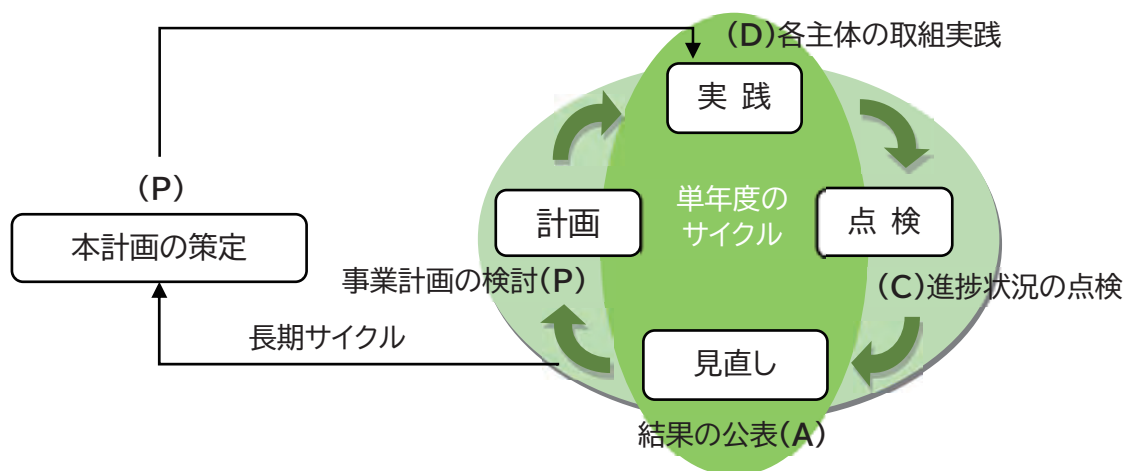 (D)各主体の取組実践
実 践
(P)
本計画の策定
計画
単年度の
サイクル
点 検
事業計画の検討(P)
(C)進捗状況の点検
長期サイクル
見直し
結果の公表(A)